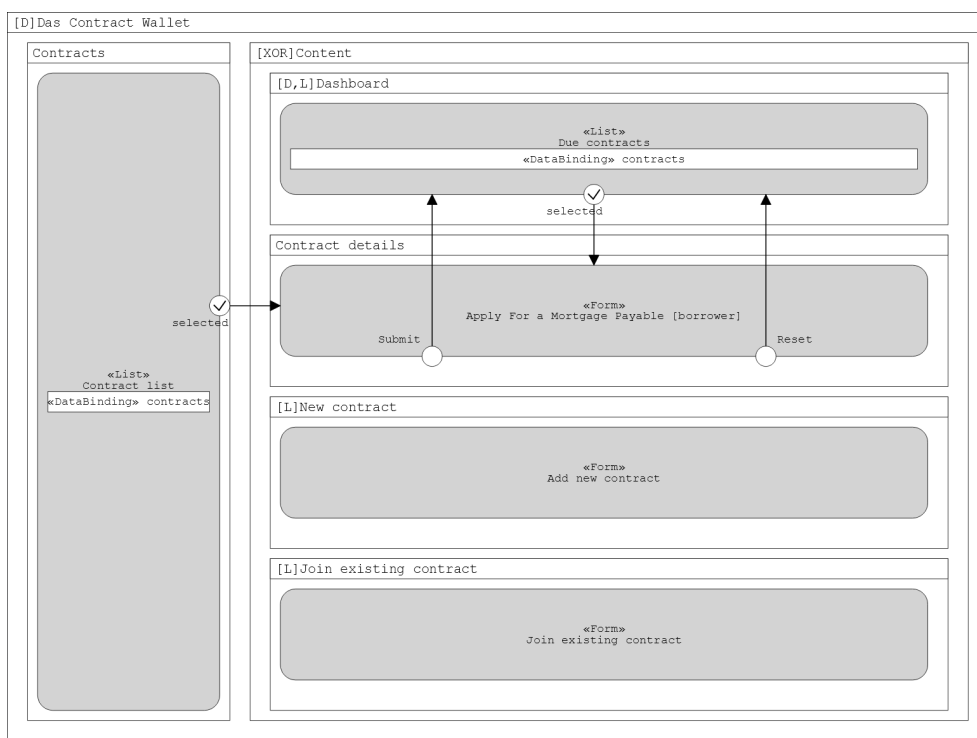 [D]Das Contract Wallet
Contracts
«List»
Contract list
«DataBinding» contracts
selected
[XOR]Content
[D,L]Dashboard
«List»
Due contracts
«DataBinding» contracts
selected
Contract details
«Form»
Apply For a Mortgage Payable [borrower]
Submit
Reset
[L]New contract
«Form»
Add new contract
[L]Join existing contract
«Form»
Join existing contract